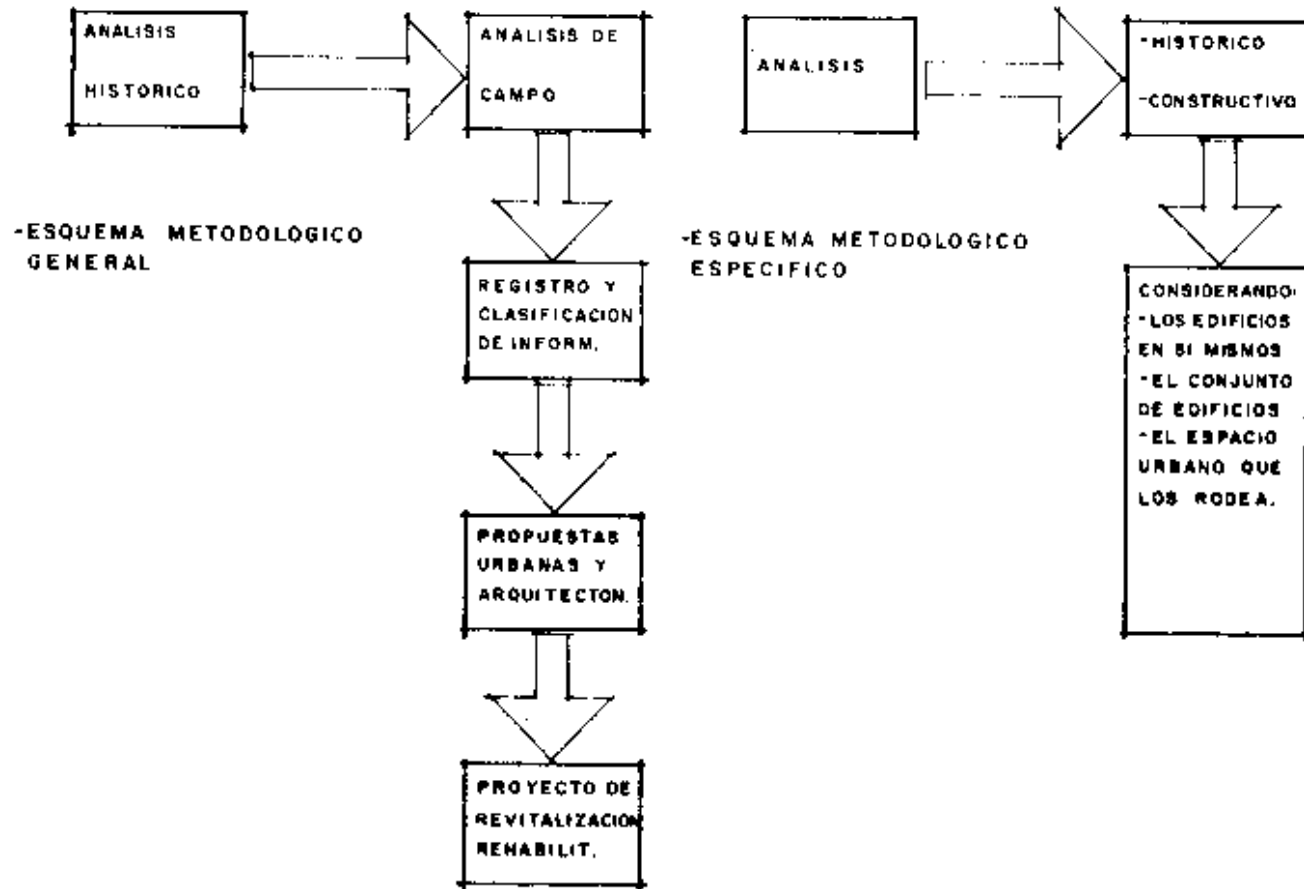 ANALISIS
HISTORICO
ANALISIS DE
CAMPO
-ESQUEMA METODOLOGICO
GENERAL
REGISTRO Y
CLASIFICACION
DE INFORM.
PROPUESTAS
URBANAS Y
ARQUITECTON.
PROYECTO DE
REVITALIZACION
REHABILIT.
ANALISIS
-HISTORICO
-CONSTRUCTIVO
-ESQUEMA METODOLOGICO
ESPECIFICO
CONSIDERANDO:
-LOS EDIFICIOS
EN SI MISMOS
-EL CONJUNTO
DE EDIFICIOS
-EL ESPACIO
URBANO QUE
LOS RODEA.